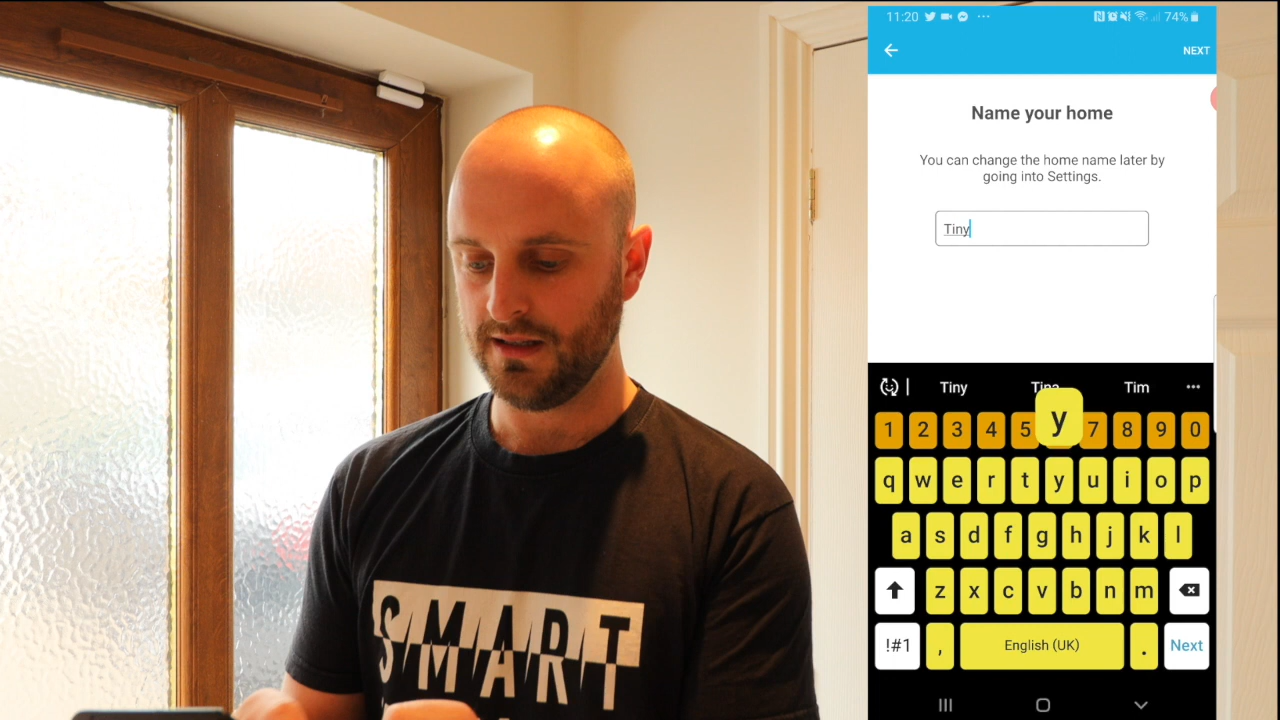 SMART
11:20 74%
NEXT
Name your home
You can change the home name later by
going into Settings.
Tiny
Tiny Tina Tim
y
1 2 3 4 5 7 8 9 0
q w e r t y u i o p
a s d f g h j k l
z x c v b n m
!#1 , English (UK) . Next